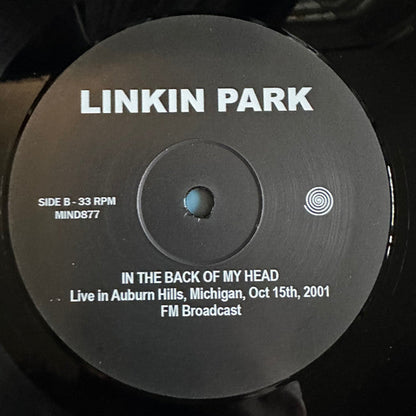 LINKIN PARK
SIDE B - 33 RPM
MIND877
IN THE BACK OF MY HEAD
Live in Auburn Hills, Michigan, Oct 15th, 2001
FM Broadcast